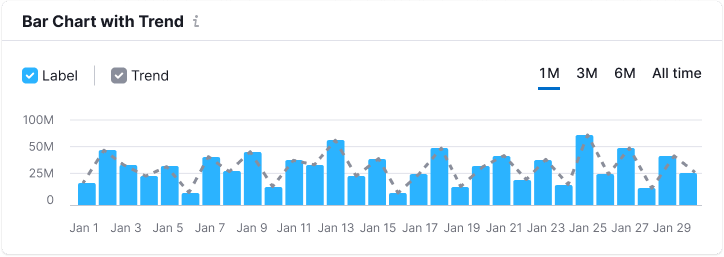 Bar Chart with Trend i
Label Trend 1M 3M 6M All time
100M
50M
25M
0
Jan 1 Jan 3 Jan 5 Jan 7 Jan 9 Jan 11 Jan 13 Jan 15 Jan 17 Jan 19 Jan 21 Jan 23 Jan 25 Jan 27 Jan 29